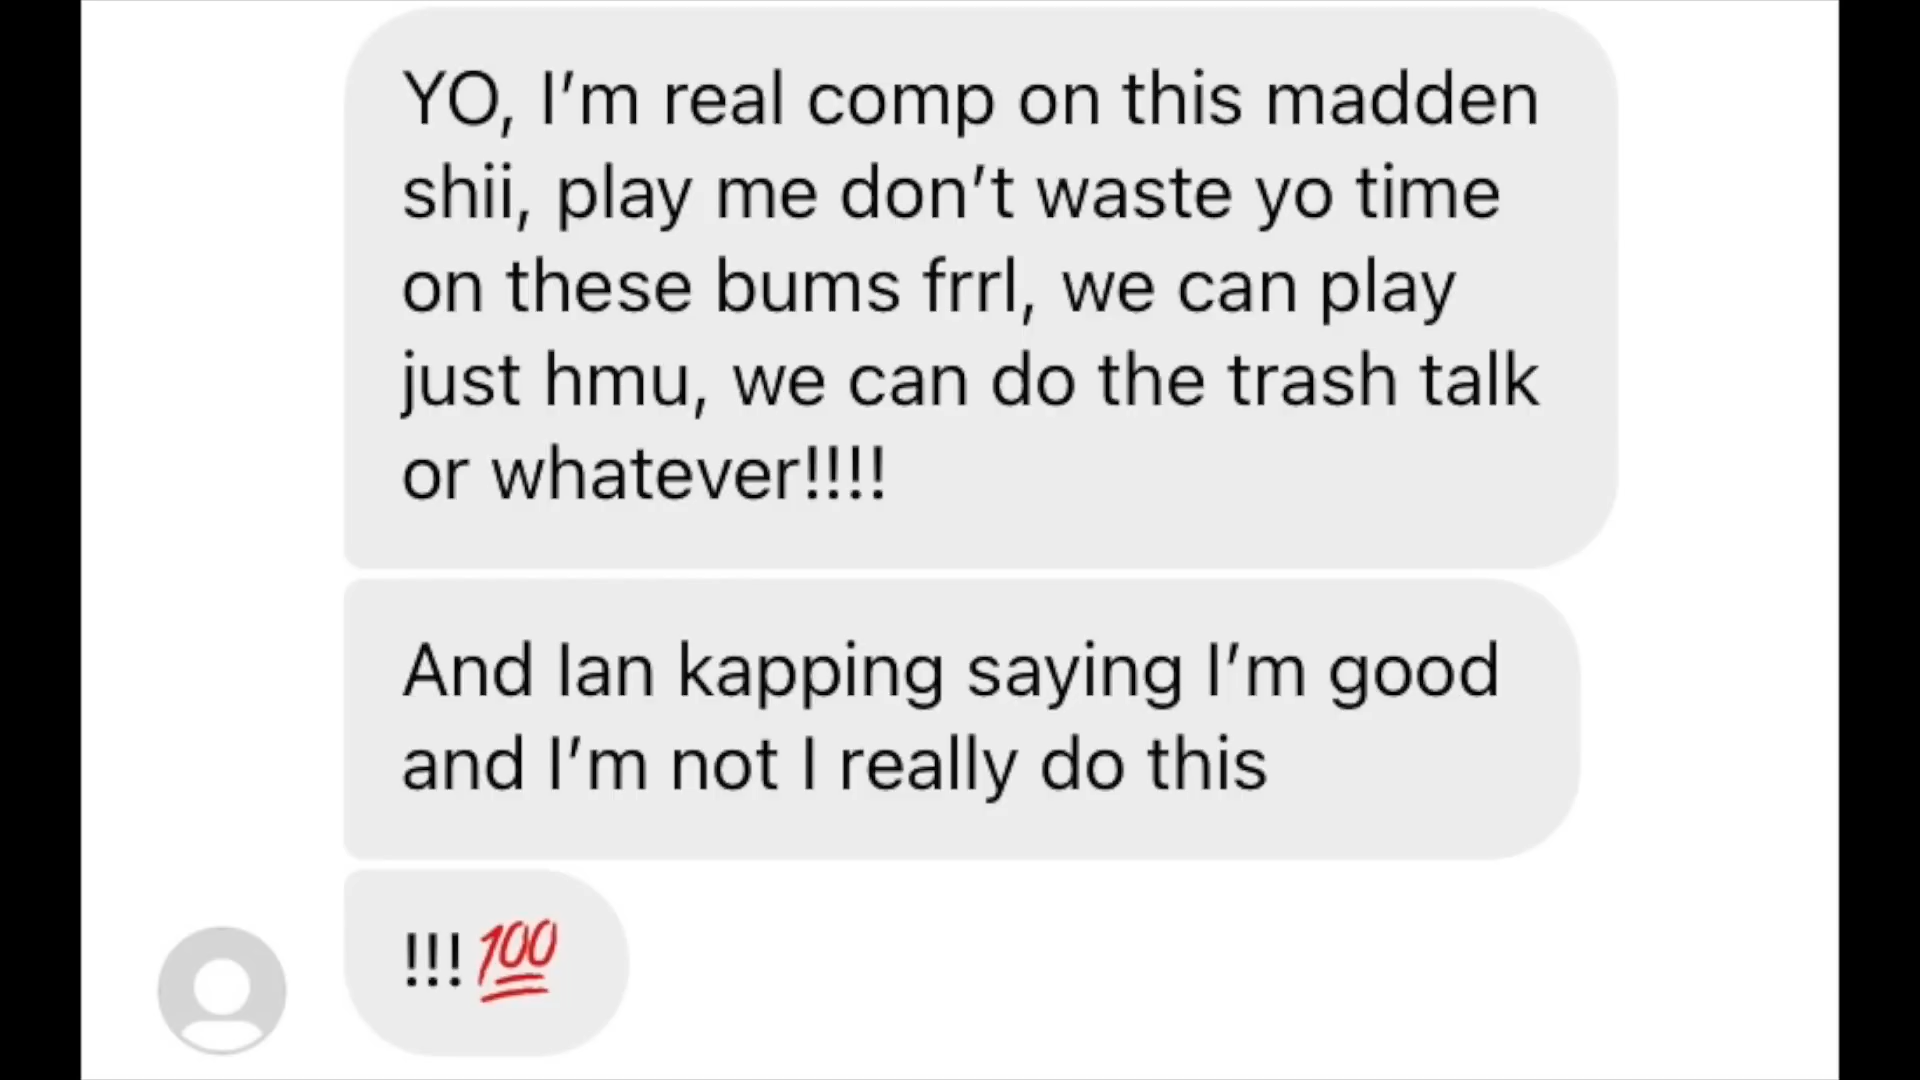 YO, I’m real comp on this madden
shii, play me don’t waste yo time
on these bums frrl, we can play
just hmu, we can do the trash talk
or whatever!!!!
And Ian kapping saying I’m good
and I’m not I really do this
!!!💯